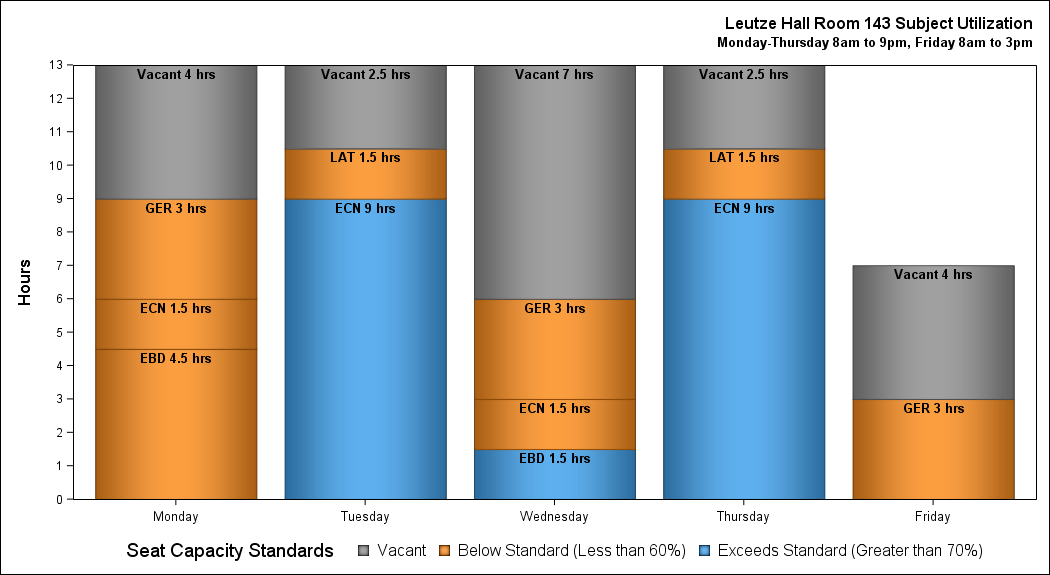 Leutze Hall Room 143 Subject Utilization
Monday-Thursday 8am to 9pm, Friday 8am to 3pm
Hours
13
12
11
10
9
8
7
6
5
4
3
2
1
0
Vacant 4 hrs
GER 3 hrs
ECN 1.5 hrs
EBD 4.5 hrs
Vacant 2.5 hrs
LAT 1.5 hrs
ECN 9 hrs
Vacant 7 hrs
GER 3 hrs
ECN 1.5 hrs
EBD 1.5 hrs
Vacant 2.5 hrs
LAT 1.5 hrs
ECN 9 hrs
Vacant 4 hrs
GER 3 hrs
Monday Tuesday Wednesday Thursday Friday
Seat Capacity Standards Vacant Below Standard (Less than 60%) Exceeds Standard (Greater than 70%)